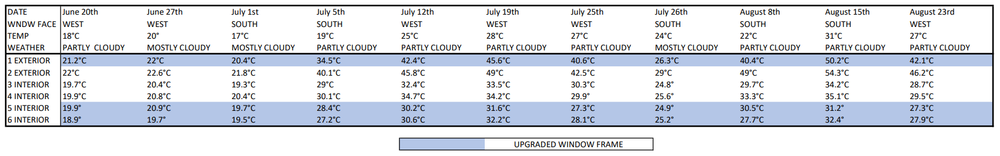 DATE June 20th June 27th July 1st July 5th July 12th July 19th July 25th July 26th August 8th August 15th August 23rd
WNDW FACE WEST WEST SOUTH SOUTH WEST WEST WEST SOUTH SOUTH SOUTH WEST
TEMP 18°C 20° 17°C 19°C 25°C 28°C 27°C 24°C 22°C 31°C 27°C
WEATHER PARTLY CLOUDY MOSTLY CLOUDY MOSTLY CLOUDY PARTLY CLOUDY PARTLY CLOUDY PARTLY CLOUDY PARTLY CLOUDY MOSTLY CLOUDY PARTLY CLOUDY PARTLY CLOUDY PARTLY CLOUDY
1 EXTERIOR 21.2°C 22°C 20.4°C 34.5°C 42.4°C 45.6°C 40.6°C 26.3°C 40.4°C 50.2°C 42.1°C
2 EXTERIOR 22°C 22.6°C 21.8°C 40.1°C 45.8°C 49°C 42.5°C 29°C 49°C 54.3°C 46.2°C
3 INTERIOR 19.7°C 20.4°C 19.3°C 29°C 32.4°C 33.5°C 30.3°C 24.8° 29.7°C 34.2°C 28.7°C
4 INTERIOR 19.9°C 20.8°C 20.4°C 30.1°C 34.7°C 34.2°C 29.9° 25.6° 33.3°C 35.1°C 29.5°C
5 INTERIOR 19.9° 20.9°C 19.7°C 28.4°C 30.2°C 31.6°C 27.3°C 24.9° 30.5°C 31.2° 27.3°C
6 INTERIOR 18.9° 19.7° 19.5°C 27.2°C 30.6°C 32.2°C 28.1°C 25.2° 27.7°C 32.4° 27.9°C
UPGRADED WINDOW FRAME